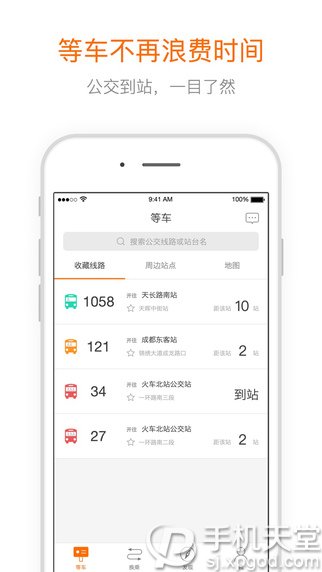 等车不再浪费时间
公交到站，一目了然
9:41 AM 100%
等车
搜索公交线路或站台名
收藏线路 周边站点 地图
1058 开往 天长路南站 距该站 10 站
天晖中街站
121 开往 成都东客站 距该站 2 站
锦绣大道成龙路口
34 开往 火车北站公交站 到站
一环路南三段
27 开往 火车北站公交站 距该站 2 站
一环路南二段
等车 换乘 发现
手机天堂
sj.xpgod.com